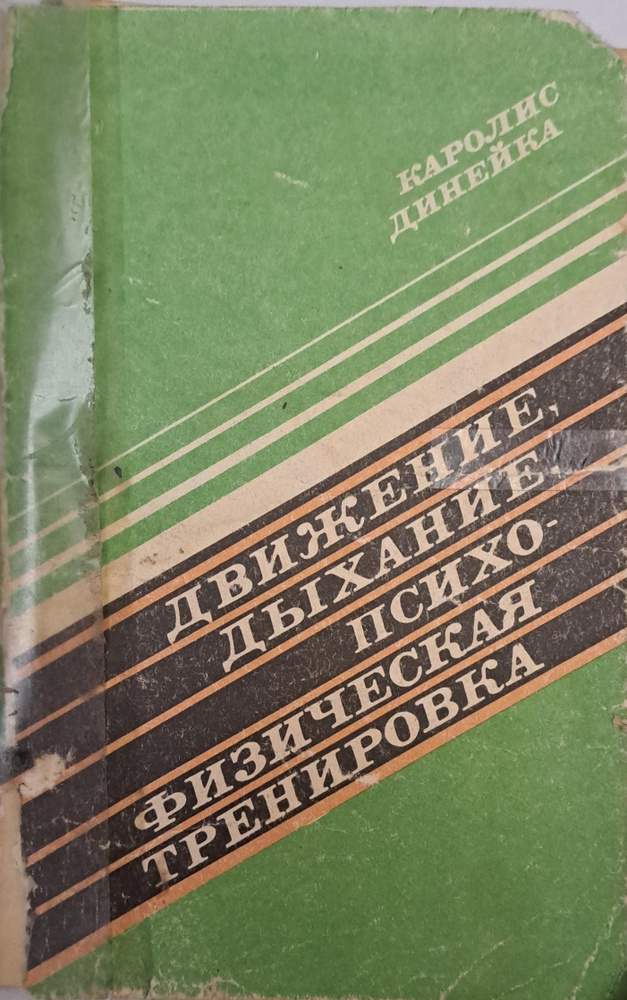 КАРОЛИС
ДИНЕЙКА
ДВИЖЕНИЕ,
ДЫХАНИЕ,
ПСИХО-
ФИЗИЧЕСКАЯ
ТРЕНИРОВКА